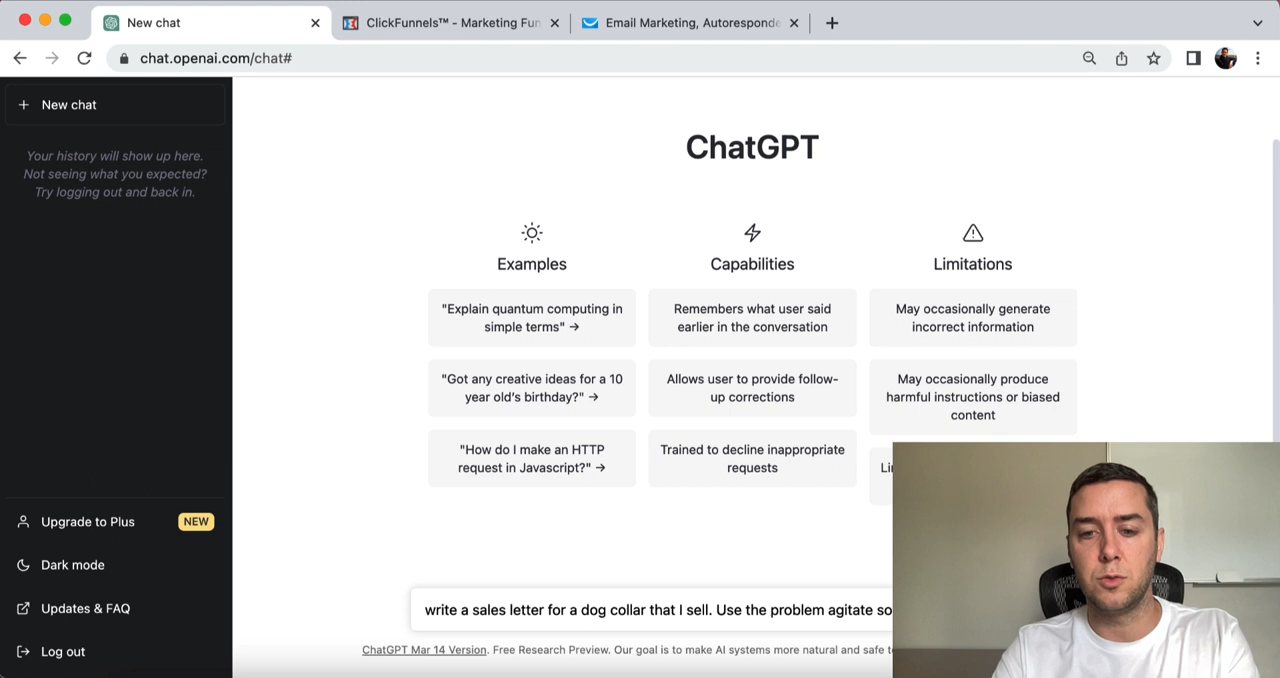 New chat
ClickFunnels™ - Marketing Fun
Email Marketing, Autoresponde
chat.openai.com/chat#
New chat
Your history will show up here.
Not seeing what you expected?
Try logging out and back in.
Upgrade to Plus NEW
Dark mode
Updates & FAQ
Log out
ChatGPT
Examples
"Explain quantum computing in
simple terms" →
"Got any creative ideas for a 10
year old's birthday?" →
"How do I make an HTTP
request in Javascript?" →
Capabilities
Remembers what user said
earlier in the conversation
Allows user to provide follow-
up corrections
Trained to decline inappropriate
requests
Limitations
May occasionally generate
incorrect information
May occasionally produce
harmful instructions or biased
content
write a sales letter for a dog collar that I sell. Use the problem agitate so
ChatGPT Mar 14 Version. Free Research Preview. Our goal is to make AI systems more natural and safe